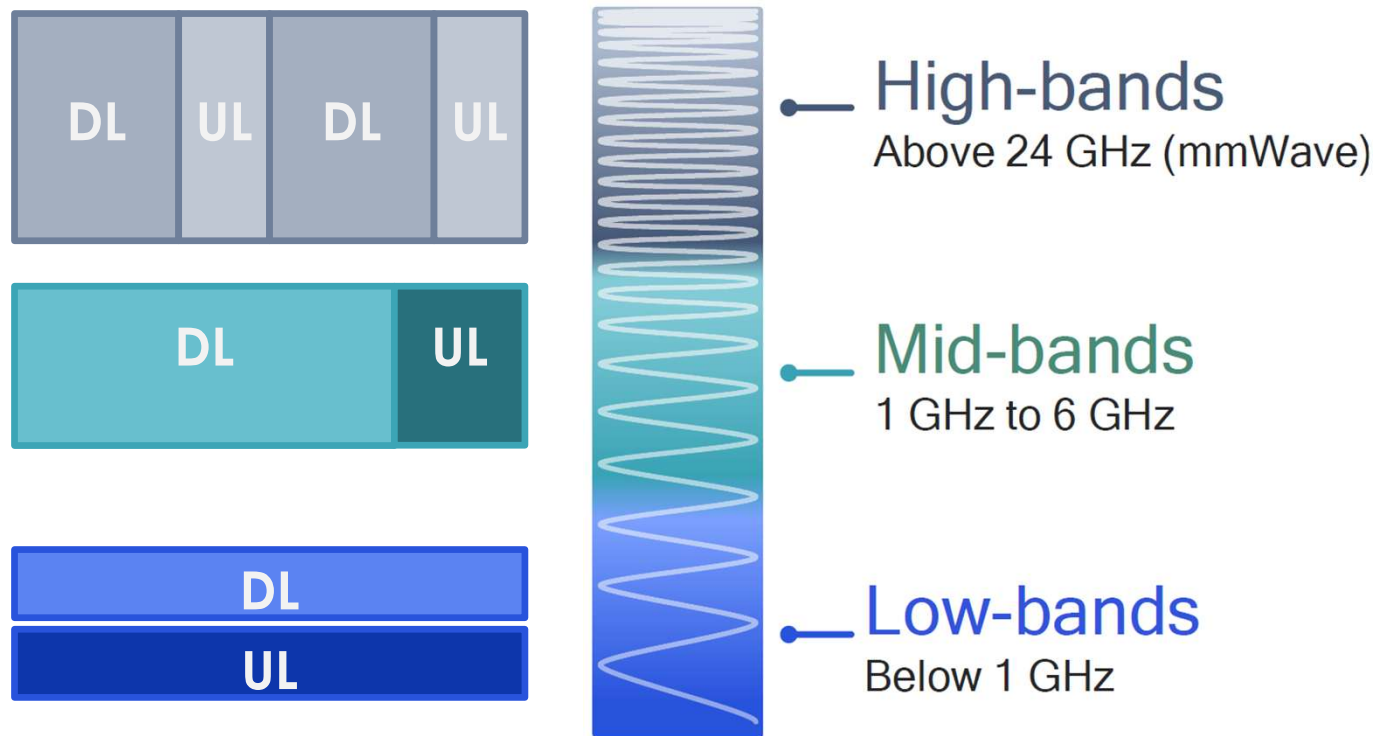 DL UL DL UL
High-bands
Above 24 GHz (mmWave)
DL UL
Mid-bands
1 GHz to 6 GHz
DL
UL
Low-bands
Below 1 GHz